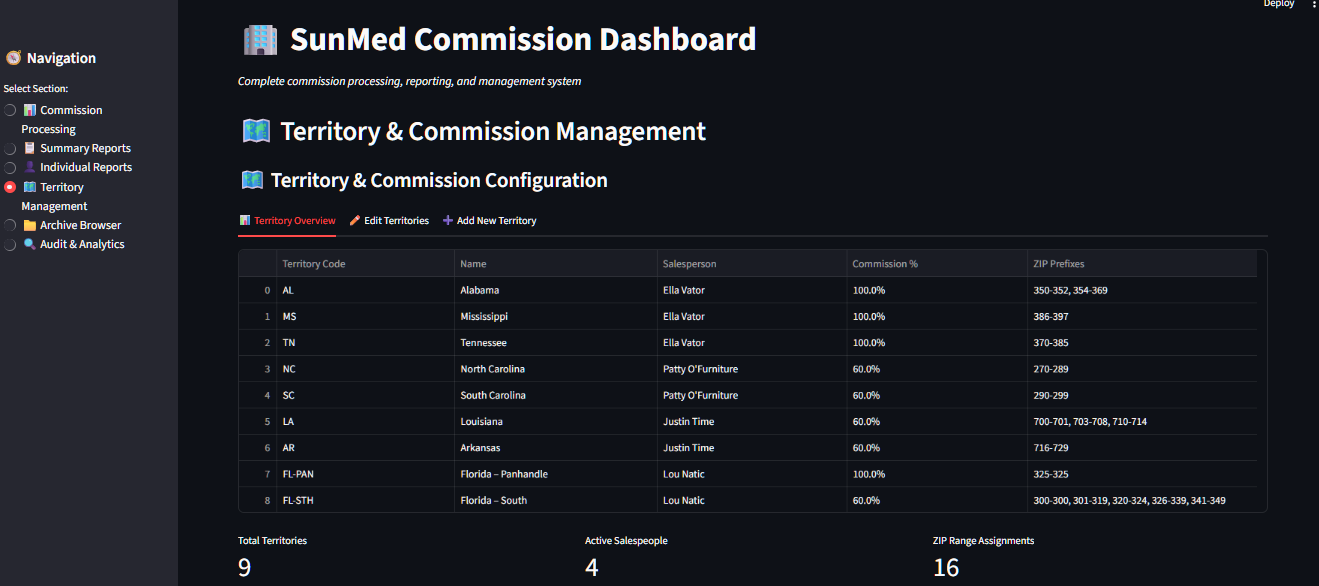 Deploy
SunMed Commission Dashboard
Complete commission processing, reporting, and management system
Navigation
Select Section:
Commission
Processing
Summary Reports
Individual Reports
Territory
Management
Archive Browser
Audit & Analytics
Territory & Commission Management
Territory & Commission Configuration
Territory Overview Edit Territories Add New Territory
Territory Code Name Salesperson Commission % ZIP Prefixes
0 AL Alabama Ella Vator 100.0% 350-352, 354-369
1 MS Mississippi Ella Vator 100.0% 386-397
2 TN Tennessee Ella Vator 100.0% 370-385
3 NC North Carolina Patty O'Furniture 60.0% 270-289
4 SC South Carolina Patty O'Furniture 60.0% 290-299
5 LA Louisiana Justin Time 60.0% 700-701, 703-708, 710-714
6 AR Arkansas Justin Time 60.0% 716-729
7 FL-PAN Florida – Panhandle Lou Natic 100.0% 325-325
8 FL-STH Florida – South Lou Natic 60.0% 300-300, 301-319, 320-324, 326-339, 341-349
Total Territories Active Salespeople ZIP Range Assignments
9 4 16